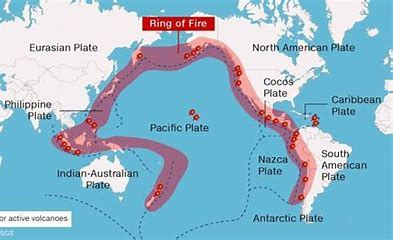 Ring of Fire
Eurasian Plate
North American Plate
Cocos
Plate
Caribbean
Plate
Philippine
Plate
Pacific Plate
Indian-Australian
Plate
Nazca
Plate
South
American
Plate
Antarctic Plate
or active volcanoes
SGS